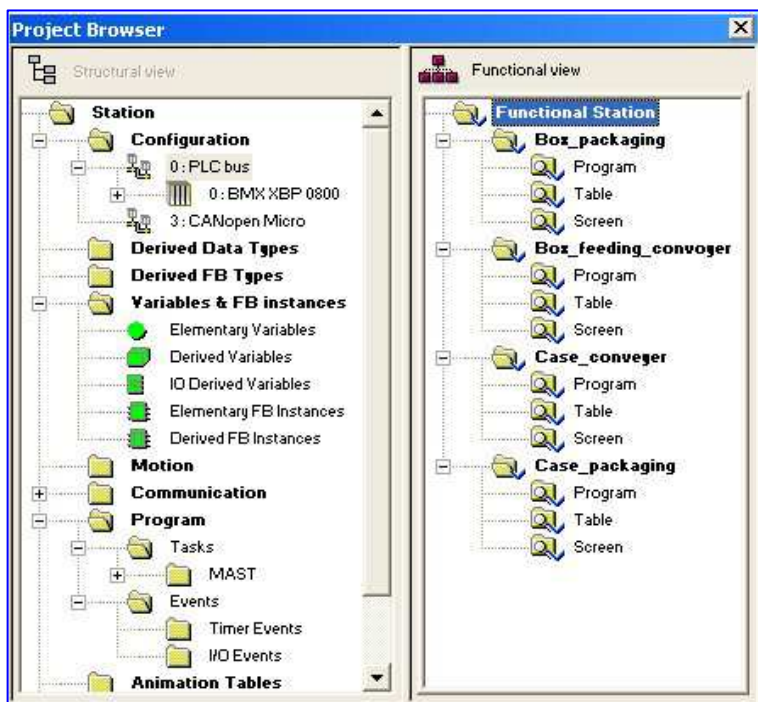 Project Browser
Structural view
Station
Configuration
0 : PLC bus
0 : BMX XBP 0800
3 : CANopen Micro
Derived Data Types
Derived FB Types
Variables & FB instances
Elementary Variables
Derived Variables
IO Derived Variables
Elementary FB Instances
Derived FB Instances
Motion
Communication
Program
Tasks
MAST
Events
Timer Events
I/O Events
Animation Tables
Functional view
Functional Station
Box_packaging
Program
Table
Screen
Box_feeding_convoyer
Program
Table
Screen
Case_conveyer
Program
Table
Screen
Case_packaging
Program
Table
Screen